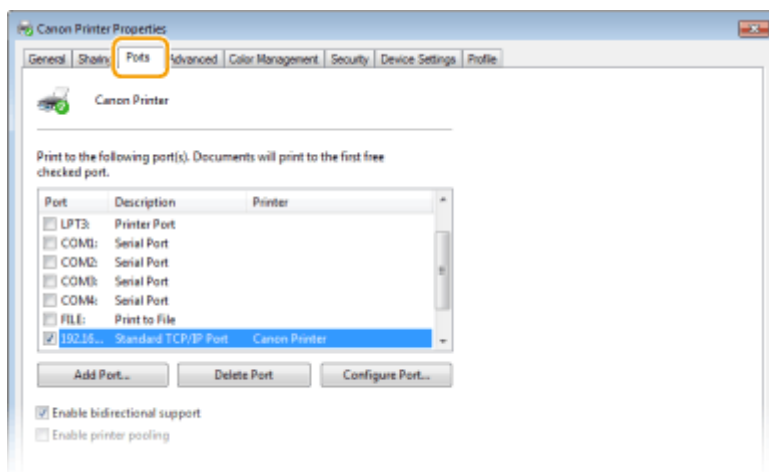 Canon Printer Properties
General Sharing Ports Advanced Color Management Security Device Settings Profile
Canon Printer
Print to the following port(s). Documents will print to the first free
checked port.
Port Description Printer
LPT3: Printer Port
COM1: Serial Port
COM2: Serial Port
COM3: Serial Port
COM4: Serial Port
FILE: Print to File
192.16... Standard TCP/IP Port Canon Printer
Add Port... Delete Port Configure Port...
Enable bidirectional support
Enable printer pooling